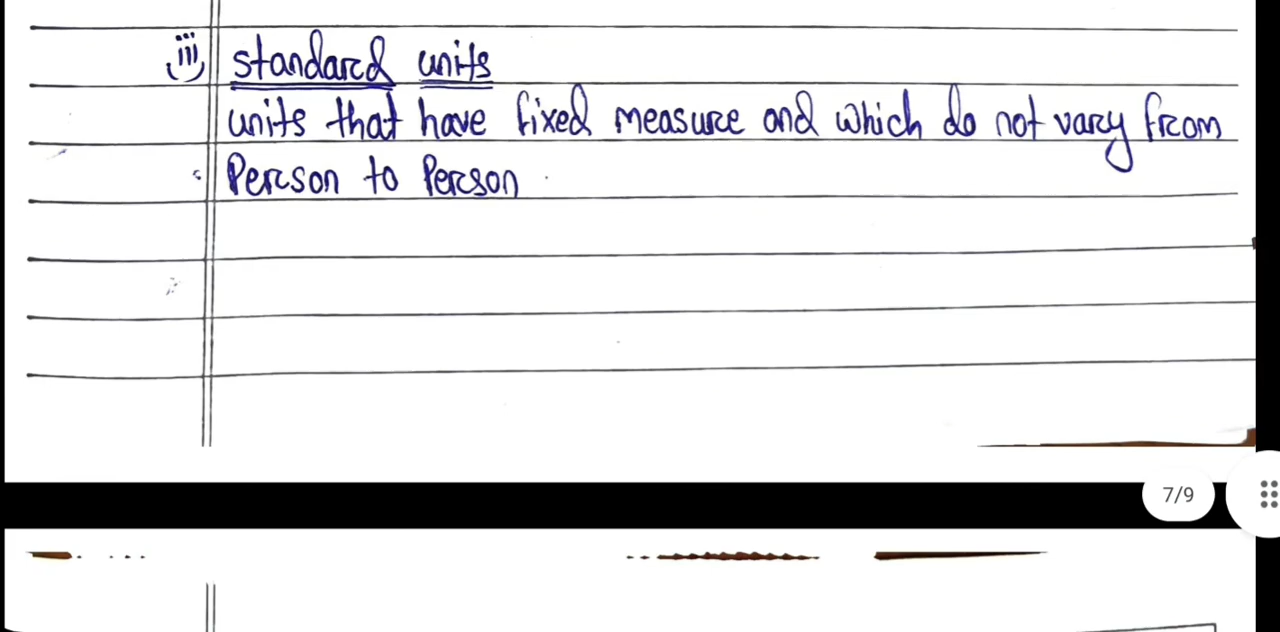 iii) standard units
units that have fixed measure and which do not vary from
Person to Person
7/9